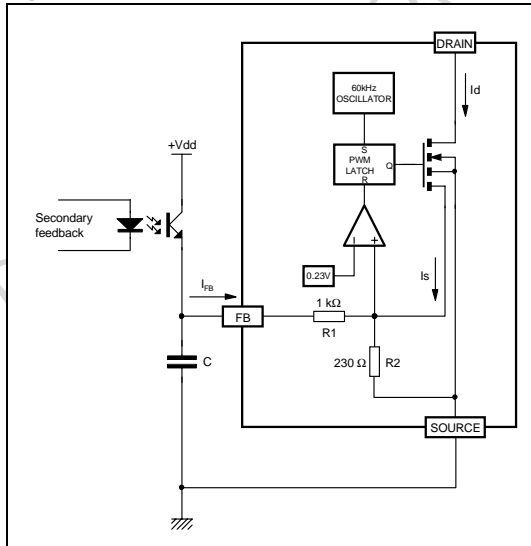 DRAIN
60kHz
OSCILLATOR
Id
+Vdd
S
PWM
LATCH
Q
R
Secondary
feedback
- +
0.23V
Is
IFB
1 kΩ
FB
R1
230 Ω
R2
C
SOURCE